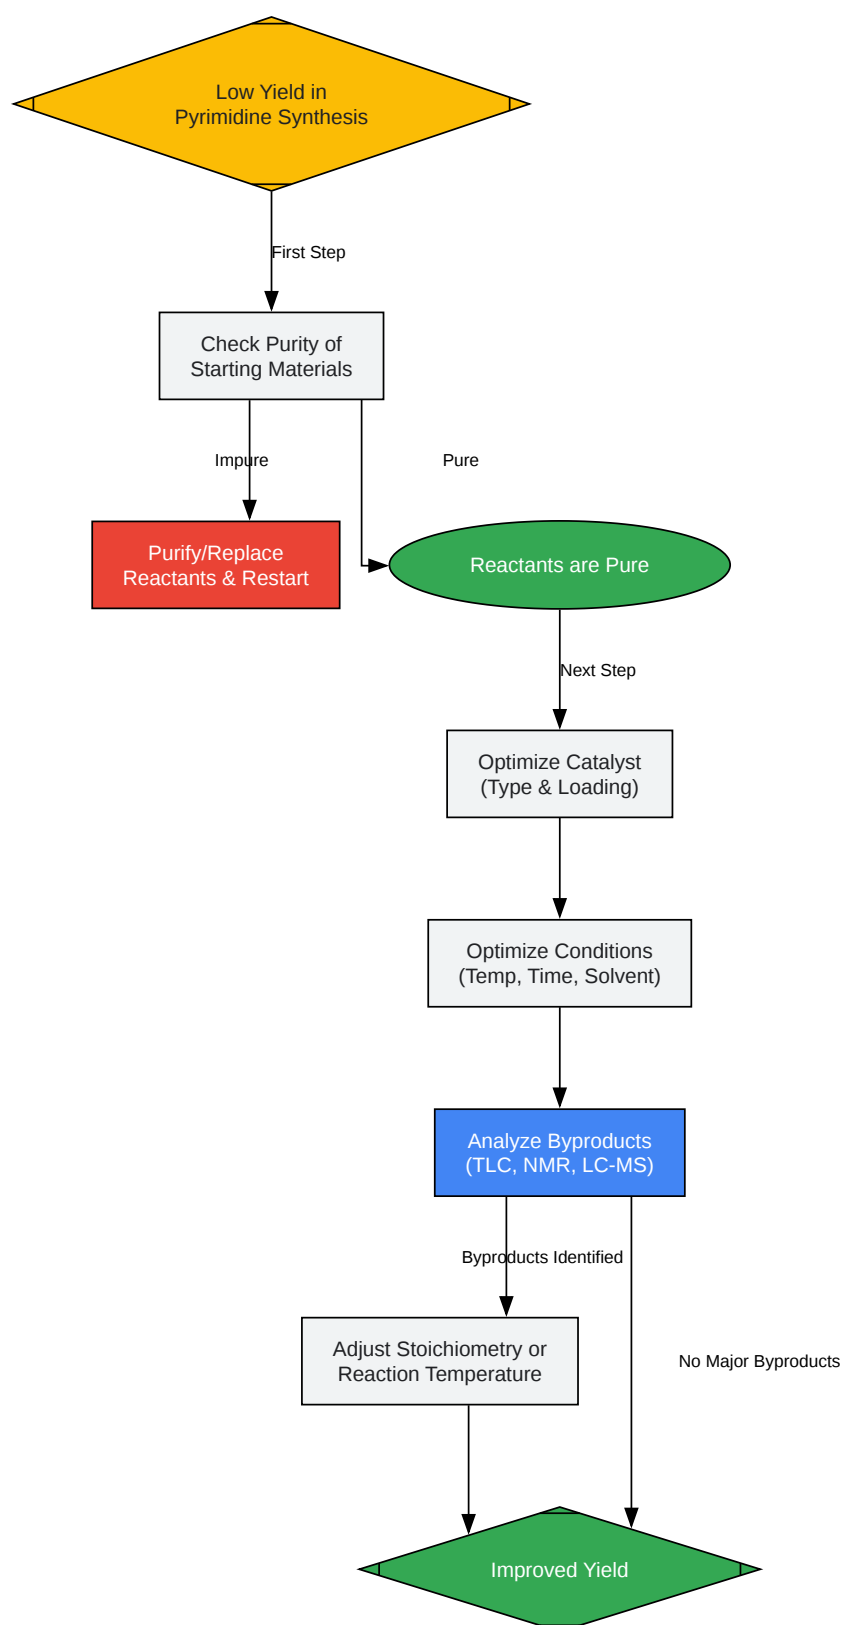 Low Yield in
Pyrimidine Synthesis
First Step
Check Purity of
Starting Materials
Impure
Pure
Purify/Replace
Reactants & Restart
Reactants are Pure
Next Step
Optimize Catalyst
(Type & Loading)
Optimize Conditions
(Temp, Time, Solvent)
Analyze Byproducts
(TLC, NMR, LC-MS)
Byproducts Identified
Adjust Stoichiometry or
Reaction Temperature
No Major Byproducts
Improved Yield